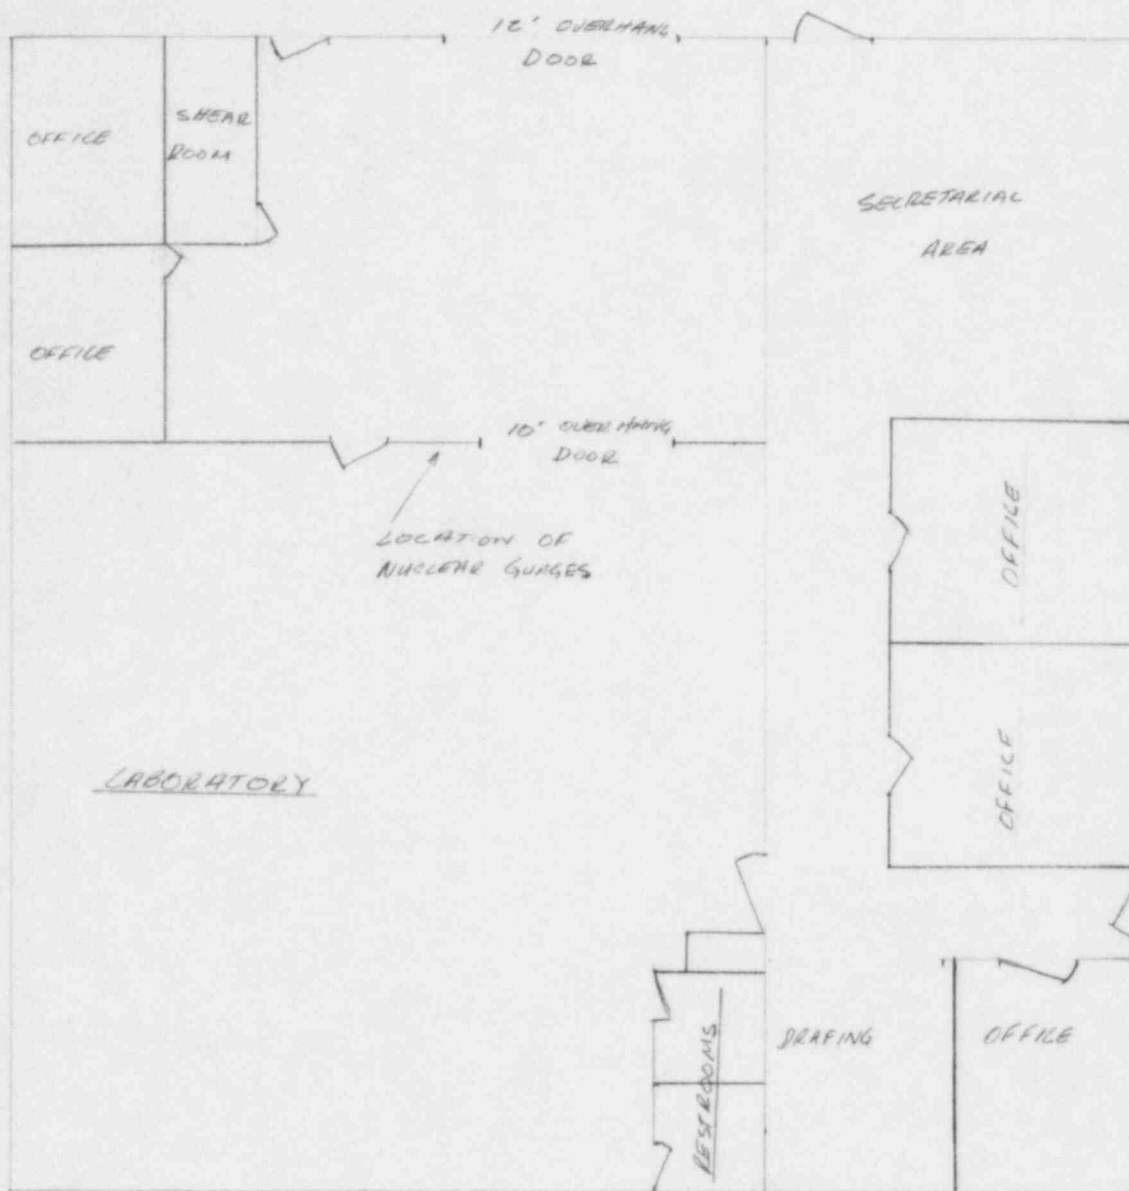 12' OVERHANG
DOOR
OFFICE
SHEAR
ROOM
SECRETARIAL
AREA
OFFICE
10' OVERHANG
DOOR
LOCATION OF
NUCLEAR GUAGES
OFFICE
OFFICE
LABORATORY
RESTROOMS
DRAFING
OFFICE